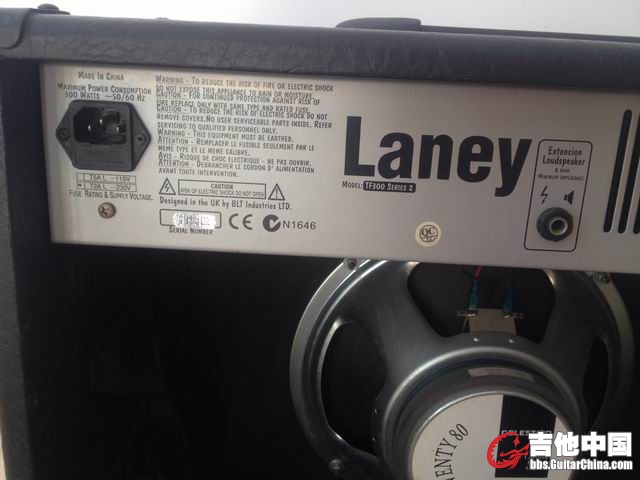 MADE IN CHINA
MAXIMUM POWER CONSUMPTION
300 WATTS ~50/60 HZ
T5A L ~115V
* T2A L ~230V
FUSE RATING & SUPPLY VOLTAGE.
WARNING - TO REDUCE THE RISK OF FIRE OR ELECTRIC SHOCK
DO NOT EXPOSE THIS APPLIANCE TO RAIN OR MOISTURE.
CAUTION - FOR CONTINUED PROTECTION AGAINST RISK OF
FIRE REPLACE ONLY WITH SAME TYPE AND RATED FUSE.
CAUTION - TO REDUCE THE RISK OF ELECTRIC SHOCK DO NOT
REMOVE COVERS.NO USER SERVICEABLE PARTS INSIDE. REFER
SERVICING TO QUALIFIED PERSONNEL ONLY.
WARNING - THIS EQUIPMENT MUST BE EARTHED.
ATTENTION - REMPLACER LE FUSIBLE SEULEMENT DE LE
MEME TYPE ET LE MEME CALIBRE.
AVIS - RISQUE DE CHOC ELECTRIQUE - NE PAS OUVRIR.
ATTENTION - DEBRANCHER LE CORDON D'ALIMENTATION
AVANT TOUTE INTERVENTION.
CAUTION
RISK OF ELECTRIC SHOCK DO NOT OPEN
Designed in the UK by BLT Industries LTD.
SERIAL NUMBER
CE
N1646
Laney
MODEL: TF300 SERIES 2
QC
Extension
Loudspeaker
8 OHM
MINIMUM IMPEDANCE
CELESTION
ENTY 80
吉他中国
bbs.GuitarChina.com